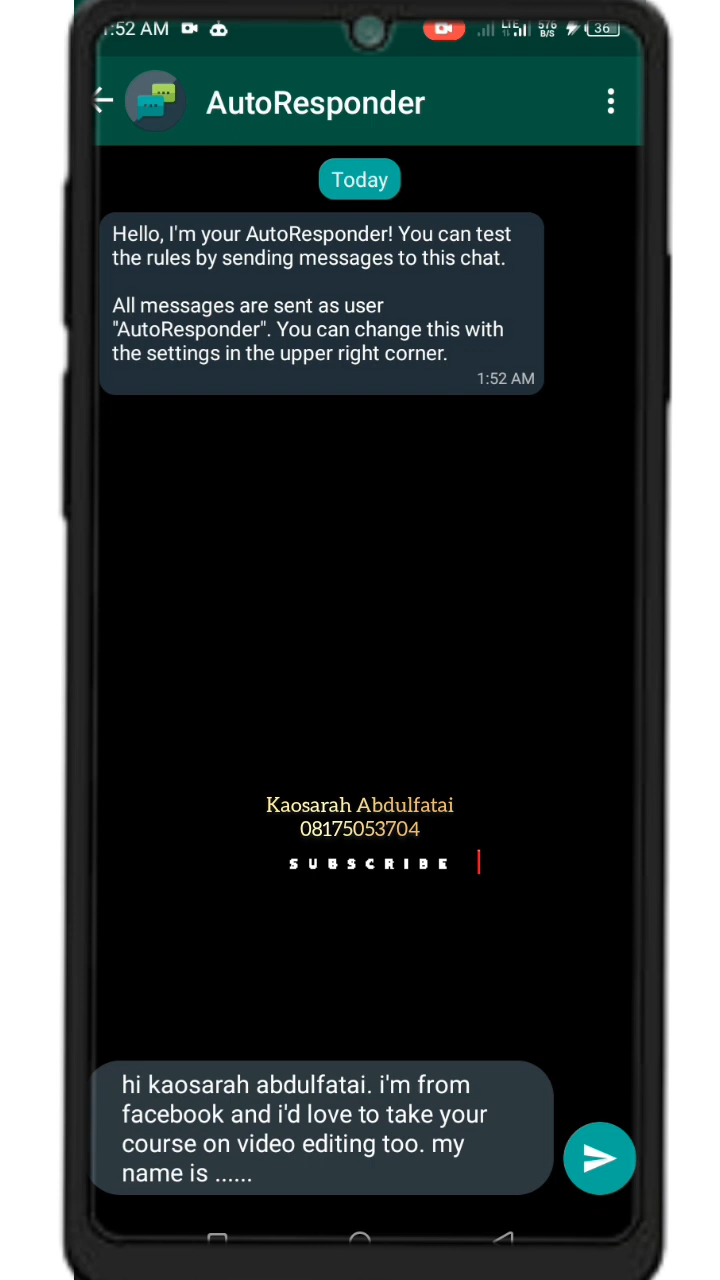 1:52 AM
LTE
576 B/S
36
AutoResponder
Today
Hello, I'm your AutoResponder! You can test
the rules by sending messages to this chat.
All messages are sent as user
"AutoResponder". You can change this with
the settings in the upper right corner.
1:52 AM
Kaosarah Abdulfatai
08175053704
SUBSCRIBE
hi kaosarah abdulfatai. i'm from
facebook and i'd love to take your
course on video editing too. my
name is ......